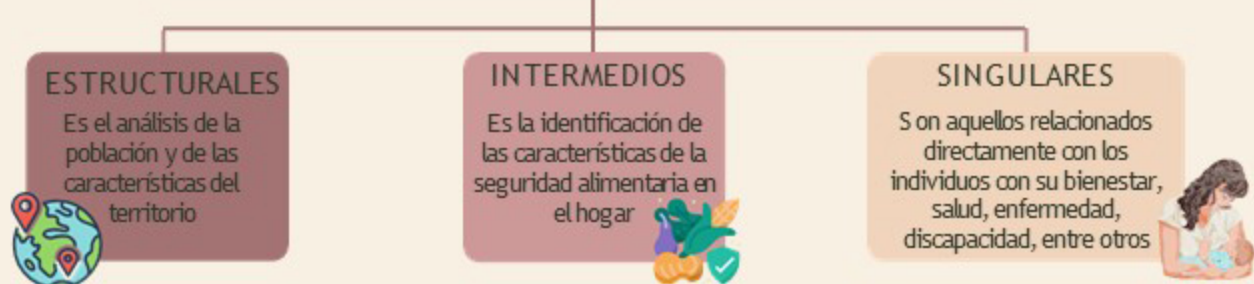 ESTRUCTURALES
Es el análisis de la
población y de las
características del
territorio
INTERMEDIOS
Es la identificación de
las características de la
seguridad alimentaria en
el hogar
SINGULARES
Son aquellos relacionados
directamente con los
individuos con su bienestar,
salud, enfermedad,
discapacidad, entre otros